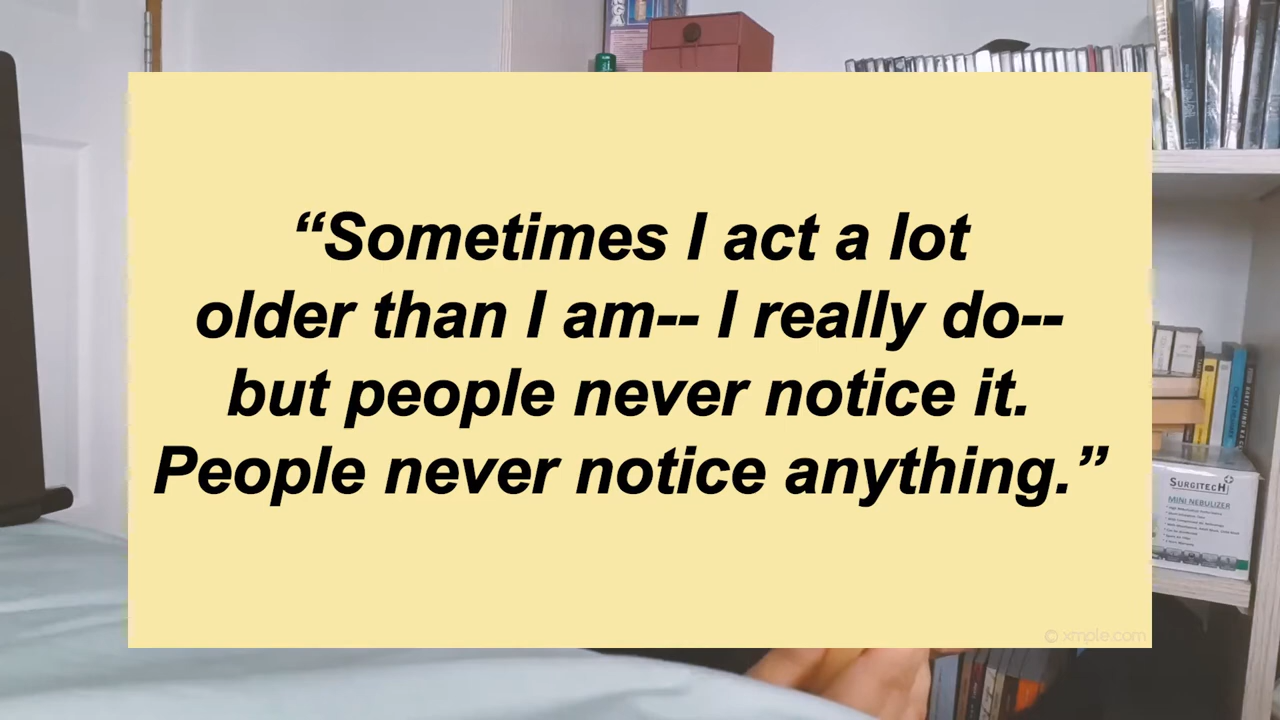 “Sometimes I act a lot
older than I am-- I really do--
but people never notice it.
People never notice anything.”
© xmple.com
SURGITECH
MINI NEBULIZER